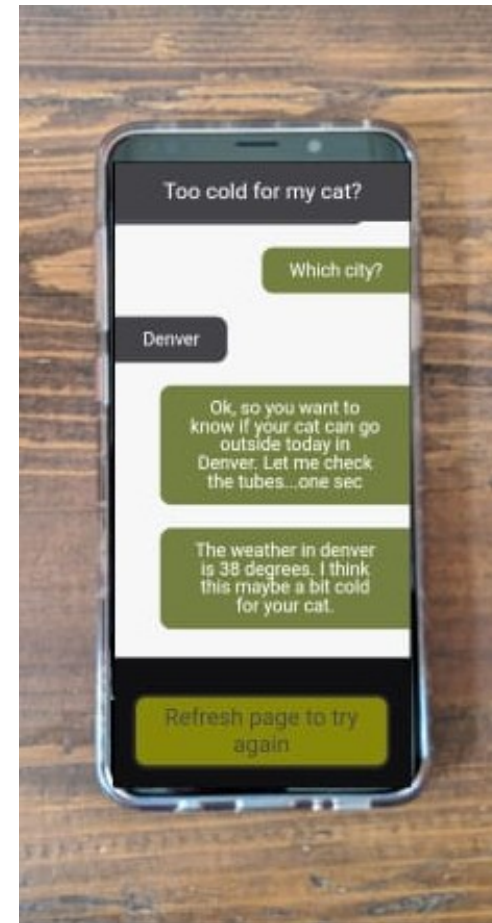 Too cold for my cat?
Which city?
Denver
Ok, so you want to
know if your cat can go
outside today in
Denver. Let me check
the tubes...one sec
The weather in denver
is 38 degrees. I think
this maybe a bit cold
for your cat.
Refresh page to try
again